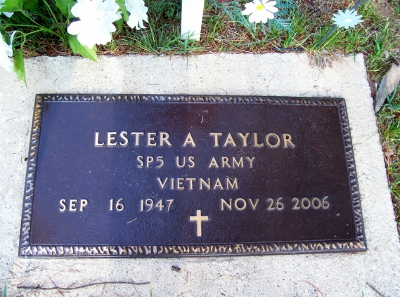 LESTER A TAYLOR
SP5 US ARMY
VIETNAM
SEP 16 1947 NOV 26 2006